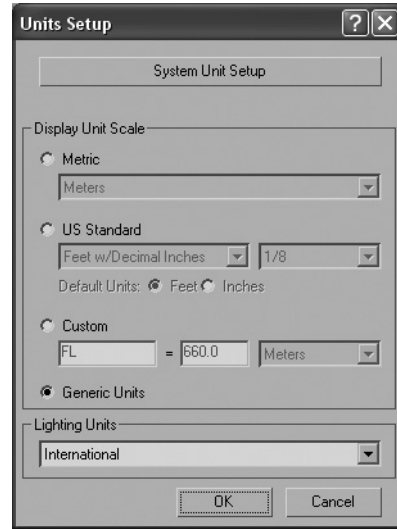 Units Setup
System Unit Setup
Display Unit Scale
Metric
Meters
US Standard
Feet w/Decimal Inches 1/8
Default Units: Feet Inches
Custom
FL = 660.0 Meters
Generic Units
Lighting Units
International
OK Cancel